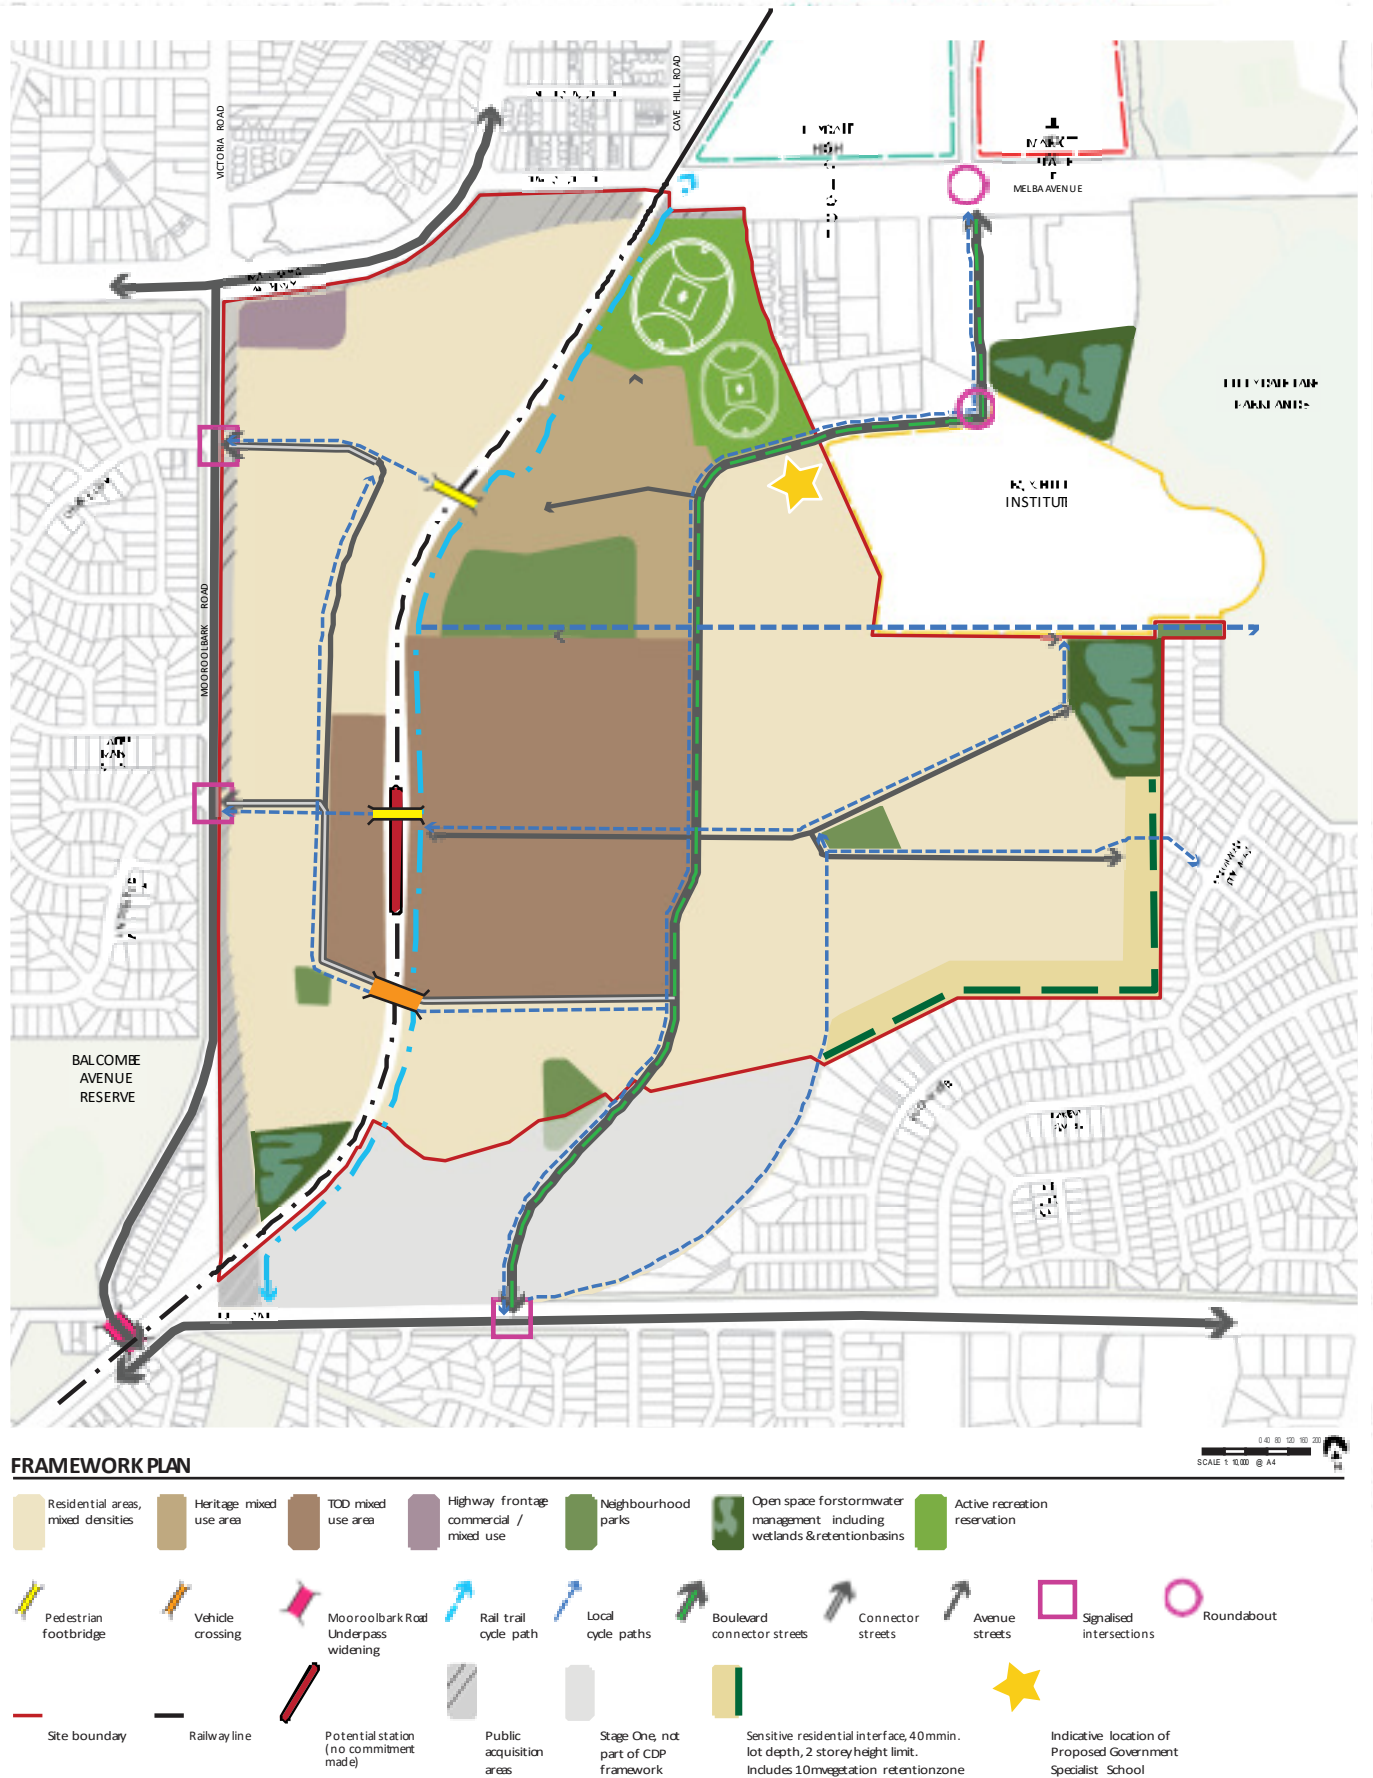 VICTORIA ROAD
CAVE HILL ROAD
MELBA AVENUE
INSTITUTE
MOOROOLBARK ROAD
BALCOMBE
AVENUE
RESERVE
SCALE 1: 10,000 @ A4
FRAMEWORK PLAN
Residential areas,
mixed densities
Heritage mixed
use area
TOD mixed
use area
Highway frontage
commercial /
mixed use
Neighbourhood
parks
Open space for stormwater
management including
wetlands & retention basins
Active recreation
reservation
Pedestrian
footbridge
Vehicle
crossing
Mooroolbark Road
Underpass
widening
Rail trail
cycle path
Local
cycle paths
Boulevard
connector streets
Connector
streets
Avenue
streets
Signalised
intersections
Roundabout
Site boundary
Railway line
Potential station
(no commitment
made)
Public
acquisition
areas
Stage One, not
part of CDP
framework
Sensitive residential interface, 40m min.
lot depth, 2 storey height limit.
Includes 10m vegetation retention zone
Indicative location of
Proposed Government
Specialist School